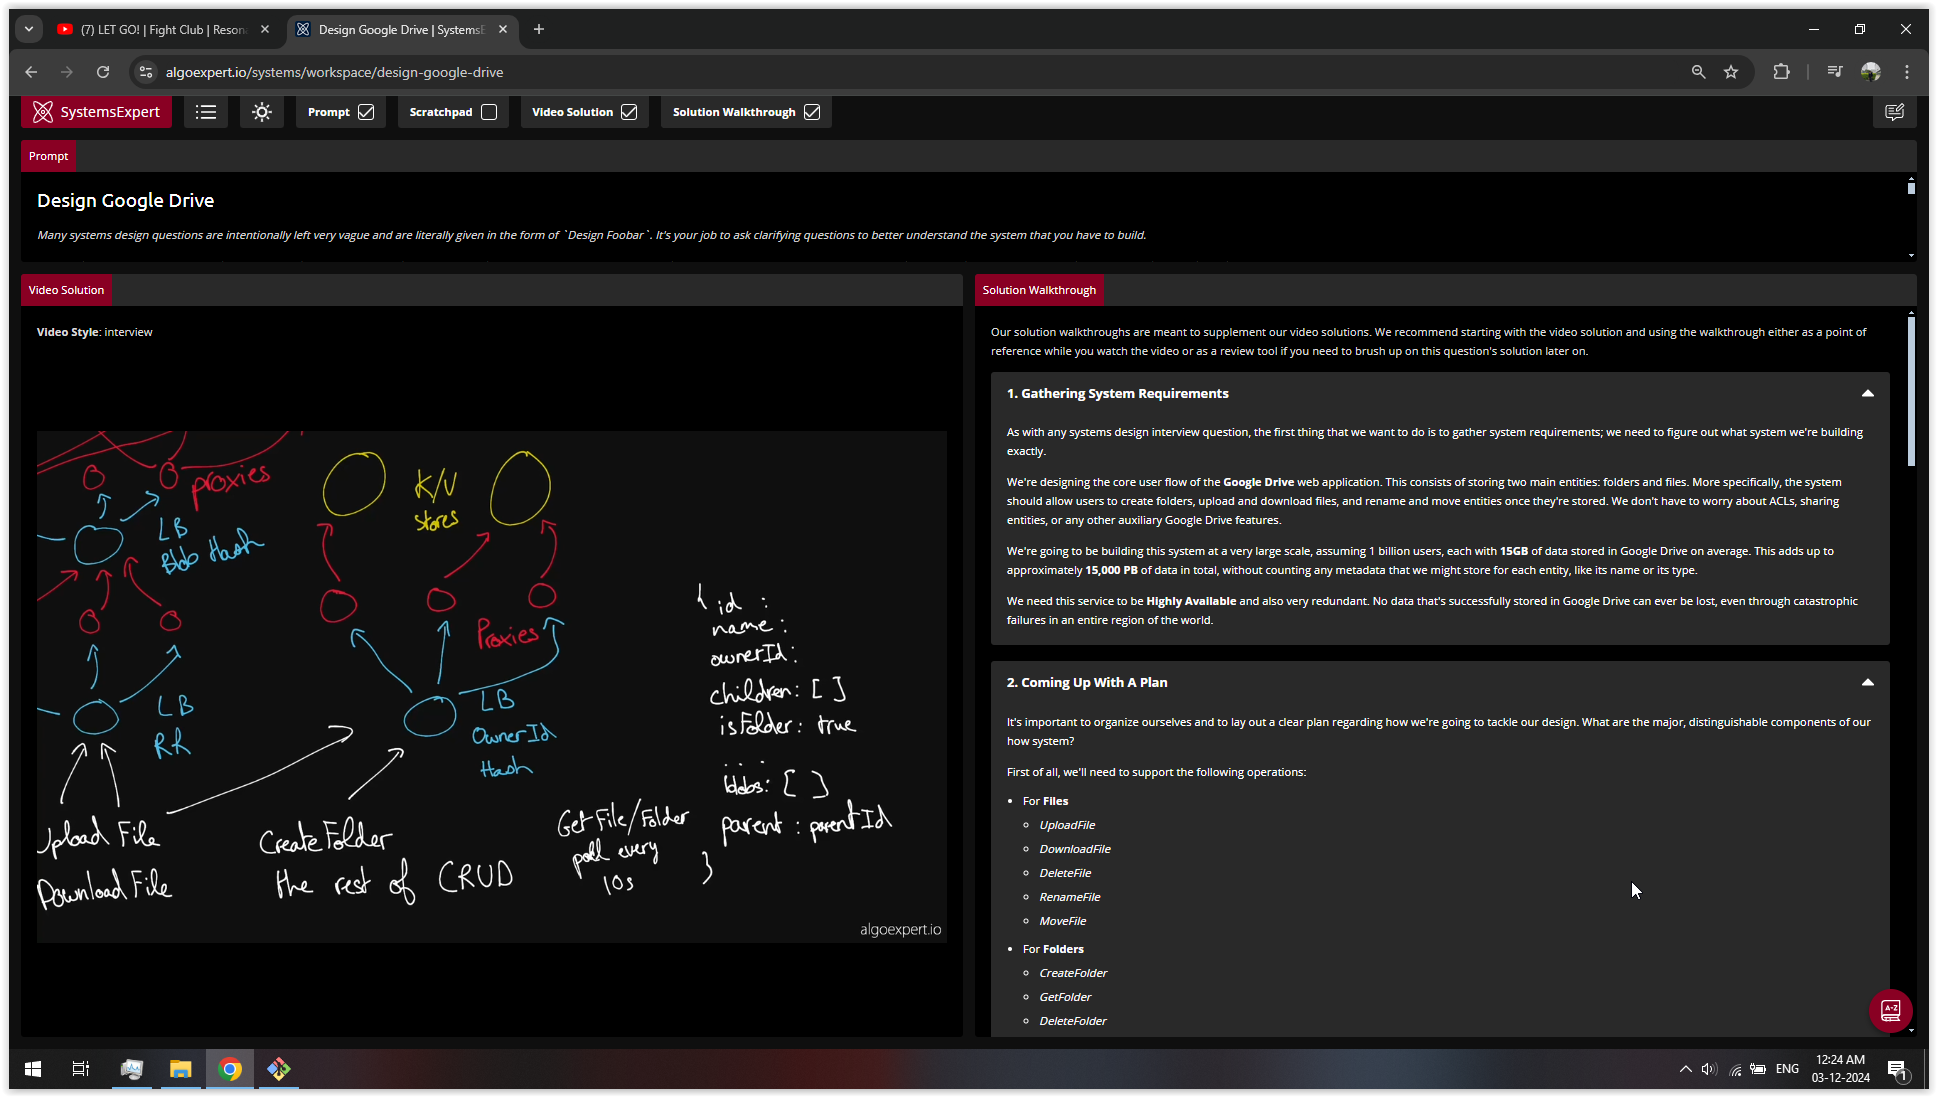 (7) LET GO! | Fight Club | Reson
Design Google Drive | SystemsE
algoexpert.io/systems/workspace/design-google-drive
SystemsExpert
Prompt
Scratchpad
Video Solution
Solution Walkthrough
Prompt
Design Google Drive
Many systems design questions are intentionally left very vague and are literally given in the form of `Design Foobar`. It's your job to ask clarifying questions to better understand the system that you have to build.
Video Solution
Video Style: interview
proxies
LB
Blob Hash
K/V
stores
Proxies
LB
RR
LB
OwnerId
Hash
Upload File
Download File
CreateFolder
the rest of CRUD
GetFile/Folder
poll every
10s
{ id :
name :
ownerId :
children : [ ]
isFolder : true
...
blobs : [ ]
parent : parentId
}
algoexpert.io
Solution Walkthrough
Our solution walkthroughs are meant to supplement our video solutions. We recommend starting with the video solution and using the walkthrough either as a point of
reference while you watch the video or as a review tool if you need to brush up on this question's solution later on.
1. Gathering System Requirements
As with any systems design interview question, the first thing that we want to do is to gather system requirements; we need to figure out what system we're building
exactly.
We're designing the core user flow of the Google Drive web application. This consists of storing two main entities: folders and files. More specifically, the system
should allow users to create folders, upload and download files, and rename and move entities once they're stored. We don't have to worry about ACLs, sharing
entities, or any other auxiliary Google Drive features.
We're going to be building this system at a very large scale, assuming 1 billion users, each with 15GB of data stored in Google Drive on average. This adds up to
approximately 15,000 PB of data in total, without counting any metadata that we might store for each entity, like its name or its type.
We need this service to be Highly Available and also very redundant. No data that's successfully stored in Google Drive can ever be lost, even through catastrophic
failures in an entire region of the world.
2. Coming Up With A Plan
It's important to organize ourselves and to lay out a clear plan regarding how we're going to tackle our design. What are the major, distinguishable components of our
how system?
First of all, we'll need to support the following operations:
For Files
UploadFile
DownloadFile
DeleteFile
RenameFile
MoveFile
For Folders
CreateFolder
GetFolder
DeleteFolder
A-Z
ENG
12:24 AM
03-12-2024
1